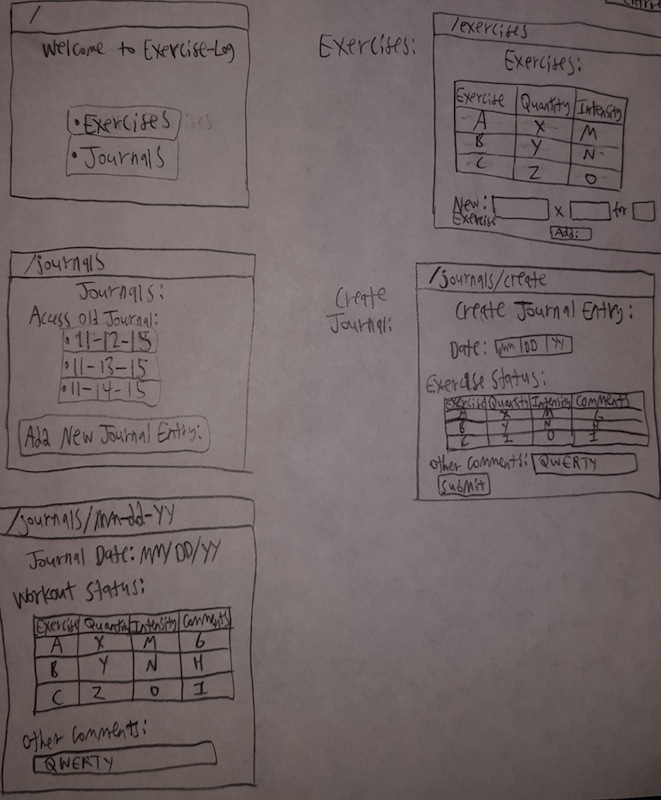 /
Welcome to Exercise-Log
• Exercises
• Journals
Exercises:
/exercises
Exercises:
Exercise Quantity Intensity
A X M
B Y N
C Z O
New: x for
Exercise
Add:
/journals
Journals:
Access Old Journal:
• 11-12-15
• 11-13-15
• 11-14-15
Add New Journal Entry:
Create
Journal:
/journals/create
Create Journal Entry:
Date: mm DD YY
Exercise Status:
Exercise Quantity Intensity Comments
A X M G
B Y N H
C Z O I
Other Comments: QWERTY
Submit
/journals/mm-dd-YY
Journal Date: MM/DD/YY
Workout Status:
Exercise Quantity Intensity Comments
A X M G
B Y N H
C Z O I
Other Comments:
QWERTY